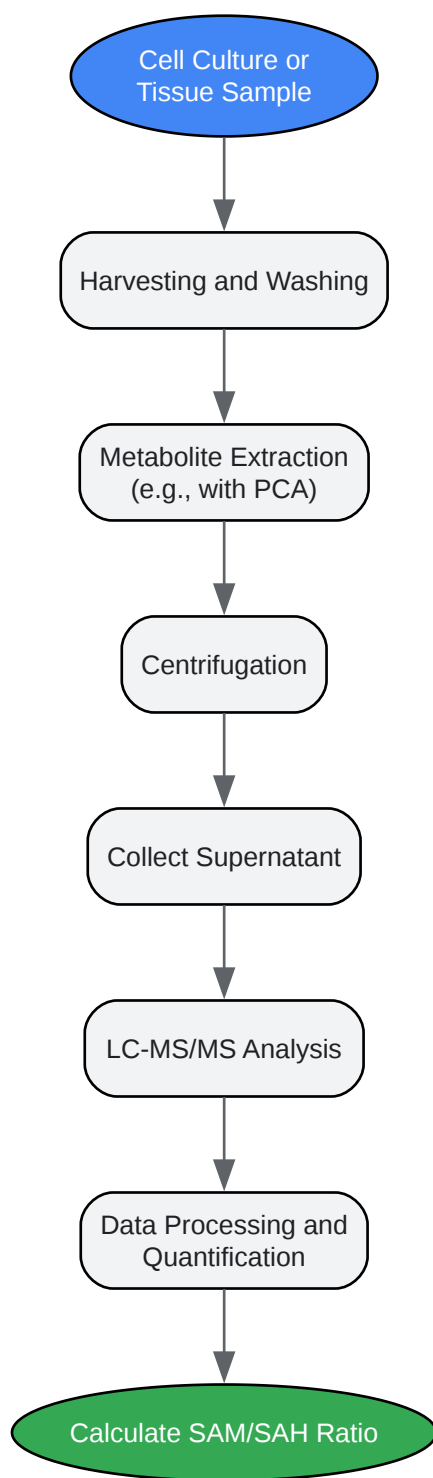 Cell Culture or
Tissue Sample
Harvesting and Washing
Metabolite Extraction
(e.g., with PCA)
Centrifugation
Collect Supernatant
LC-MS/MS Analysis
Data Processing and
Quantification
Calculate SAM/SAH Ratio